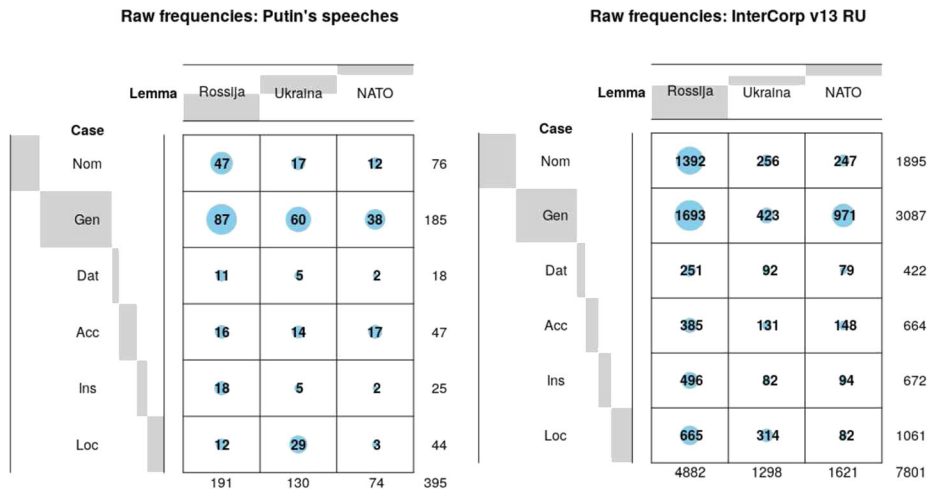 Raw frequencies: Putin's speeches
Lemma Rossija Ukraina NATO
Case
Nom 47 17 12 76
Gen 87 60 38 185
Dat 11 5 2 18
Acc 16 14 17 47
Ins 18 5 2 25
Loc 12 29 3 44
191 130 74 395
Raw frequencies: InterCorp v13 RU
Lemma Rossija Ukraina NATO
Case
Nom 1392 256 247 1895
Gen 1693 423 971 3087
Dat 251 92 79 422
Acc 385 131 148 664
Ins 496 82 94 672
Loc 665 314 82 1061
4882 1298 1621 7801